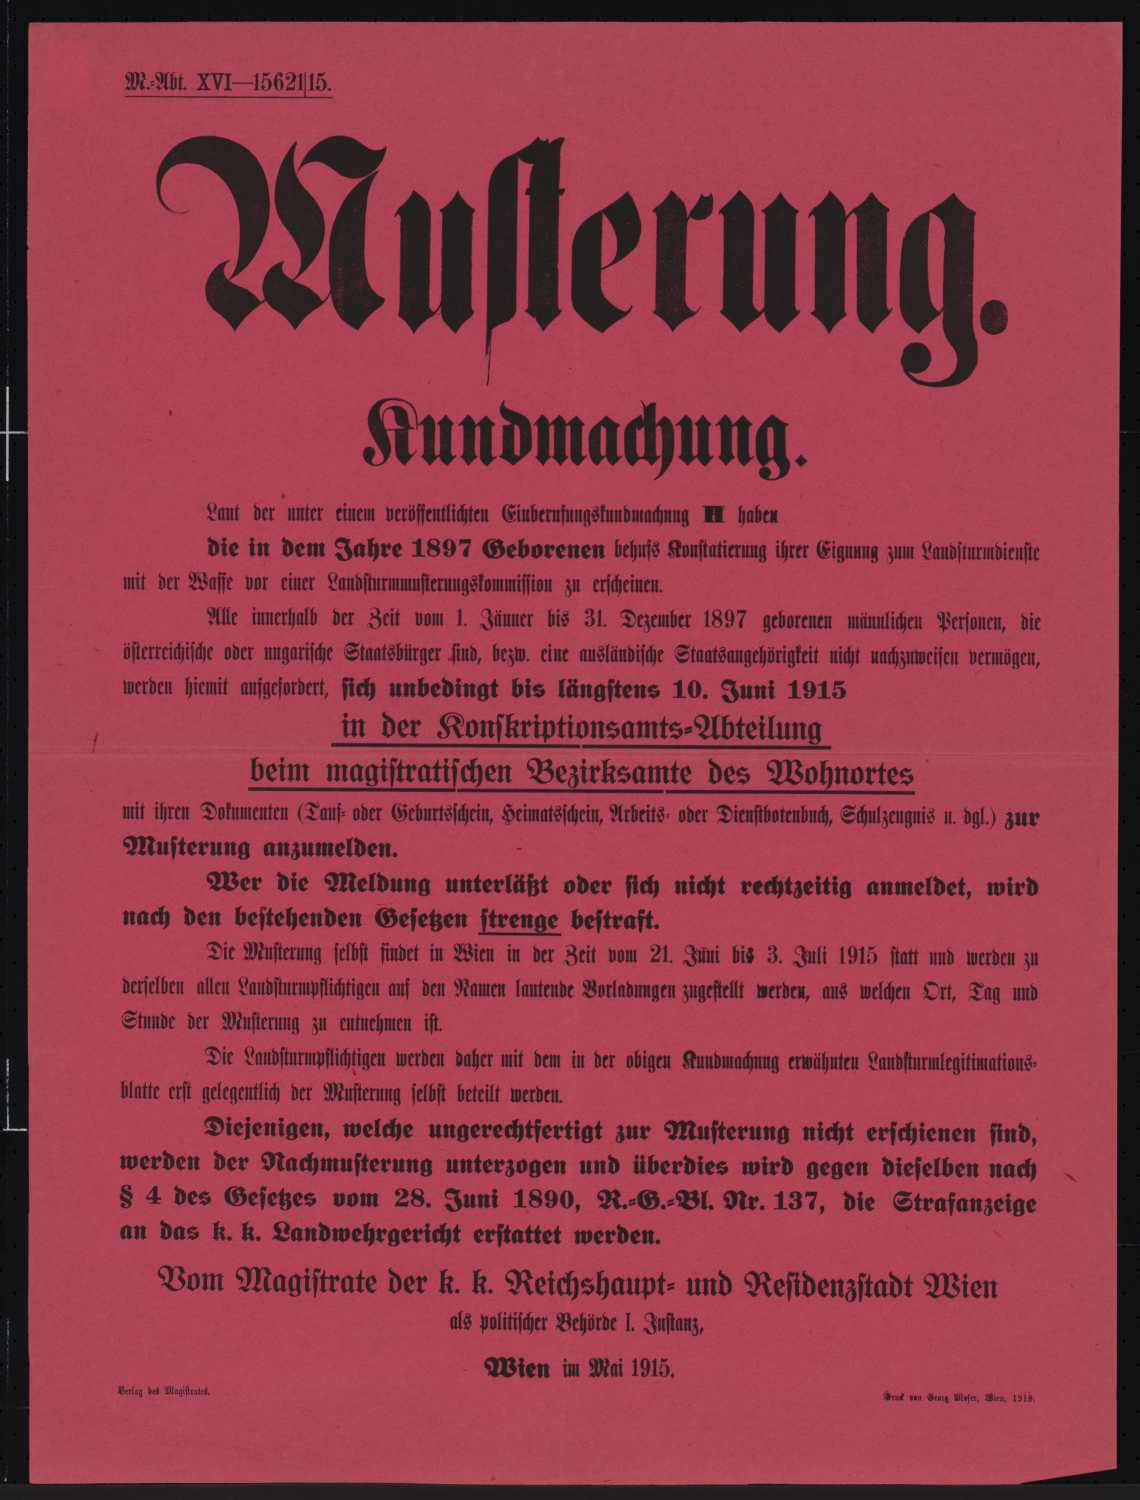 M.-Abt. XVI—15621|15.
Musterung.
Kundmachung.
Laut der unter einem veröffentlichten Einberufungskundmachung H haben
die in dem Jahre 1897 Geborenen behufs Konstatierung ihrer Eignung zum Landsturmdienste
mit der Waffe vor einer Landsturmmusterungskommission zu erscheinen.
Alle innerhalb der Zeit vom 1. Jänner bis 31. Dezember 1897 geborenen männlichen Personen, die
österreichische oder ungarische Staatsbürger sind, bezw. eine ausländische Staatsangehörigkeit nicht nachzuweisen vermögen,
werden hiemit aufgefordert, sich unbedingt bis längstens 10. Juni 1915
in der Konskriptionsamts-Abteilung
beim magistratischen Bezirksamte des Wohnortes
mit ihren Dokumenten (Tauf- oder Geburtsschein, Heimatsschein, Arbeits- oder Dienstbotenbuch, Schulzeugnis u. dgl.) zur
Musterung anzumelden.
Wer die Meldung unterläßt oder sich nicht rechtzeitig anmeldet, wird
nach den bestehenden Gesetzen strenge bestraft.
Die Musterung selbst findet in Wien in der Zeit vom 21. Juni bis 3. Juli 1915 statt und werden zu
derselben allen Landsturmpflichtigen auf den Namen lautende Vorladungen zugestellt werden, aus welchen Ort, Tag und
Stunde der Musterung zu entnehmen ist.
Die Landsturmpflichtigen werden daher mit dem in der obigen Kundmachung erwähnten Landsturmlegitimations-
blatte erst gelegentlich der Musterung selbst beteilt werden.
Diejenigen, welche ungerechtfertigt zur Musterung nicht erschienen sind,
werden der Nachmusterung unterzogen und überdies wird gegen dieselben nach
§ 4 des Gesetzes vom 28. Juni 1890, R.-G.-Bl. Nr. 137, die Strafanzeige
an das k. k. Landwehrgericht erstattet werden.
Vom Magistrate der k. k. Reichshaupt- und Residenzstadt Wien
als politischer Behörde I. Instanz,
Wien im Mai 1915.
Verlag des Magistrates.
Druck von Georg Moser, Wien, 1915.